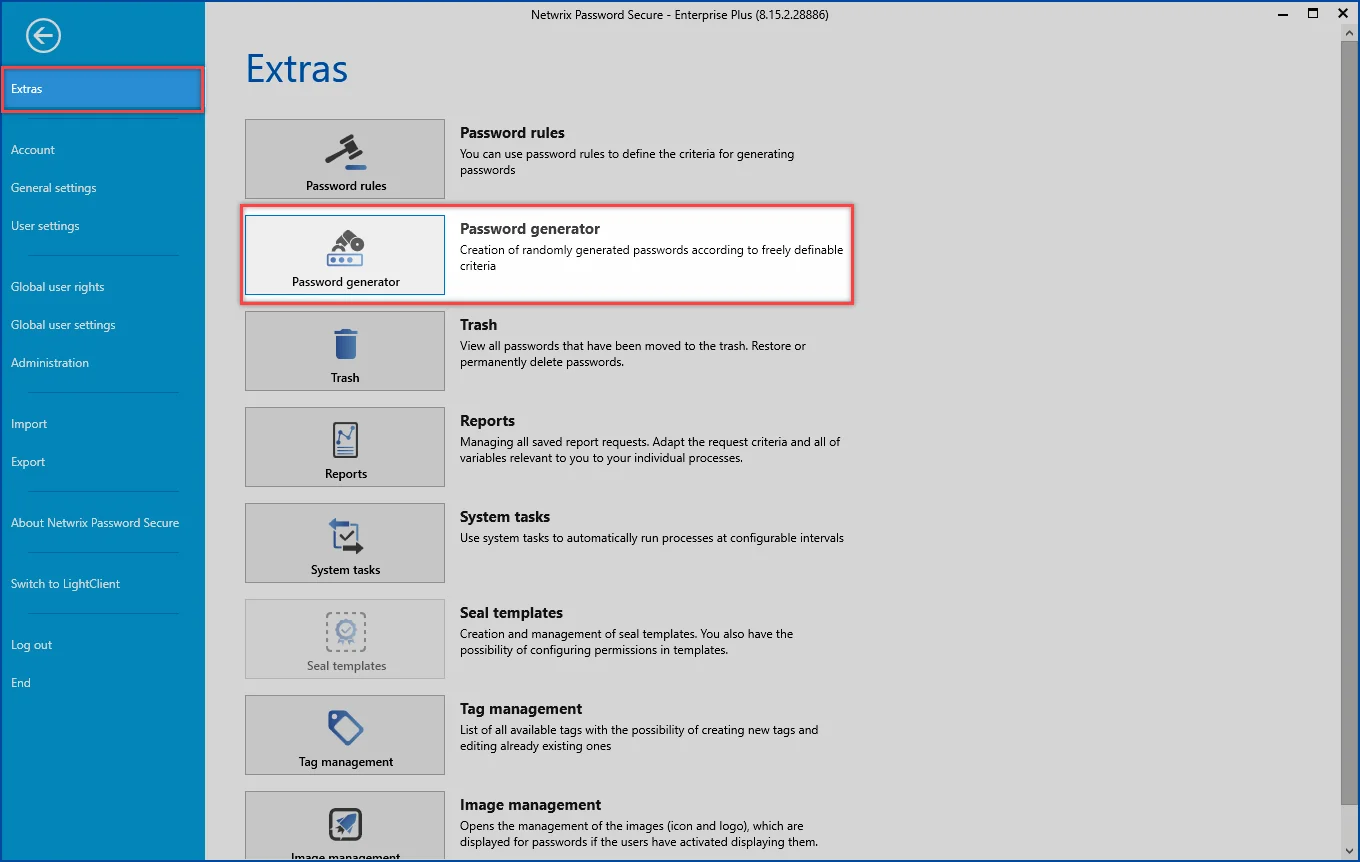 Netwrix Password Secure - Enterprise Plus (8.15.2.28886)
Extras
Account
General settings
User settings
Global user rights
Global user settings
Administration
Import
Export
About Netwrix Password Secure
Switch to LightClient
Log out
End
Extras
Password rules
Password rules
You can use password rules to define the criteria for generating
passwords
Password generator
Password generator
Creation of randomly generated passwords according to freely definable
criteria
Trash
Trash
View all passwords that have been moved to the trash. Restore or
permanently delete passwords.
Reports
Reports
Managing all saved report requests. Adapt the request criteria and all of
variables relevant to you to your individual processes.
System tasks
System tasks
Use system tasks to automatically run processes at configurable intervals
Seal templates
Seal templates
Creation and management of seal templates. You also have the
possibility of configuring permissions in templates.
Tag management
Tag management
List of all available tags with the possibility of creating new tags and
editing already existing ones
Image management
Image management
Opens the management of the images (icon and logo), which are
displayed for passwords if the users have activated displaying them.